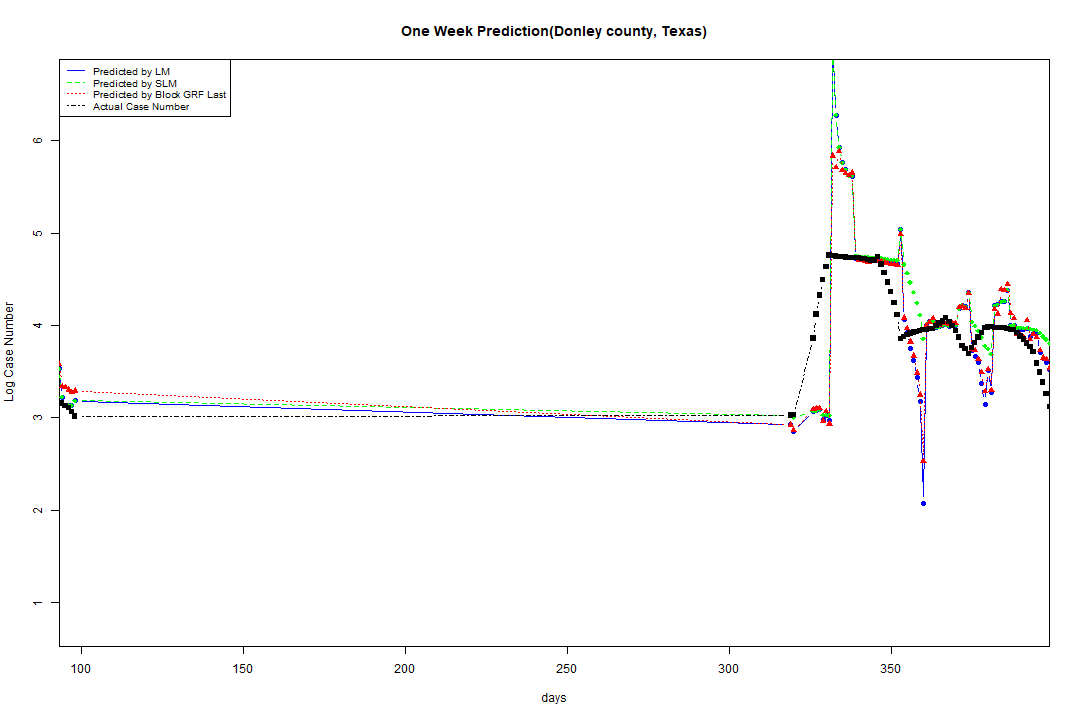 One Week Prediction(Donley county, Texas)
Predicted by LM
Predicted by SLM
Predicted by Block GRF Last
Actual Case Number
6
5
4
3
2
1
Log Case Number
100 150 200 250 300 350
days